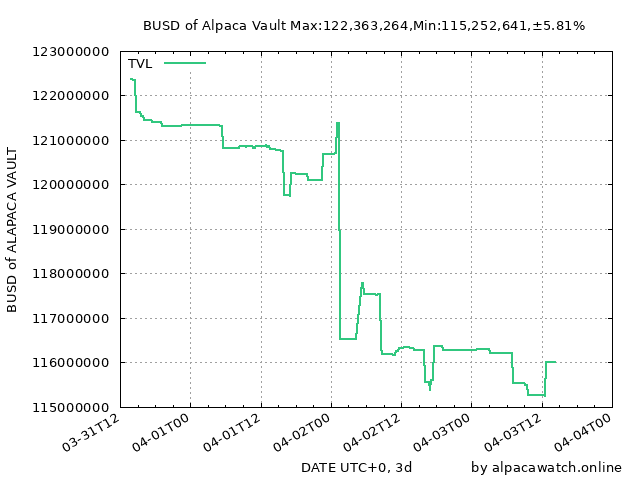 BUSD of Alpaca Vault Max:122,363,264,Min:115,252,641,±5.81%
TVL
123000000
122000000
121000000
120000000
119000000
118000000
117000000
116000000
115000000
BUSD of ALAPACA VAULT
03-31T12
04-01T00
04-01T12
04-02T00
04-02T12
04-03T00
04-03T12
04-04T00
DATE UTC+0, 3d
by alpacawatch.online